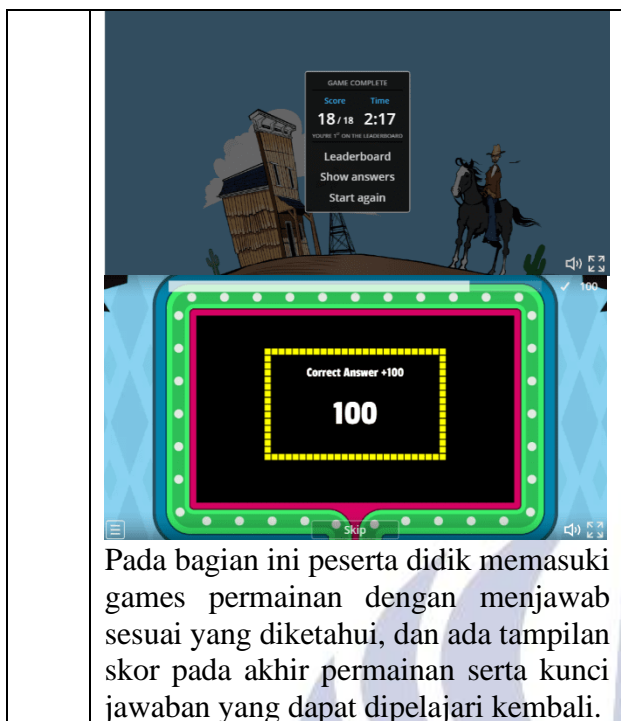 GAME COMPLETE
Score Time
18/18 2:17
YOU'RE 1ST ON THE LEADERBOARD
Leaderboard
Show answers
Start again
✓ 100
Correct Answer +100
100
Skip
Pada bagian ini peserta didik memasuki
games permainan dengan menjawab
sesuai yang diketahui, dan ada tampilan
skor pada akhir permainan serta kunci
jawaban yang dapat dipelajari kembali.